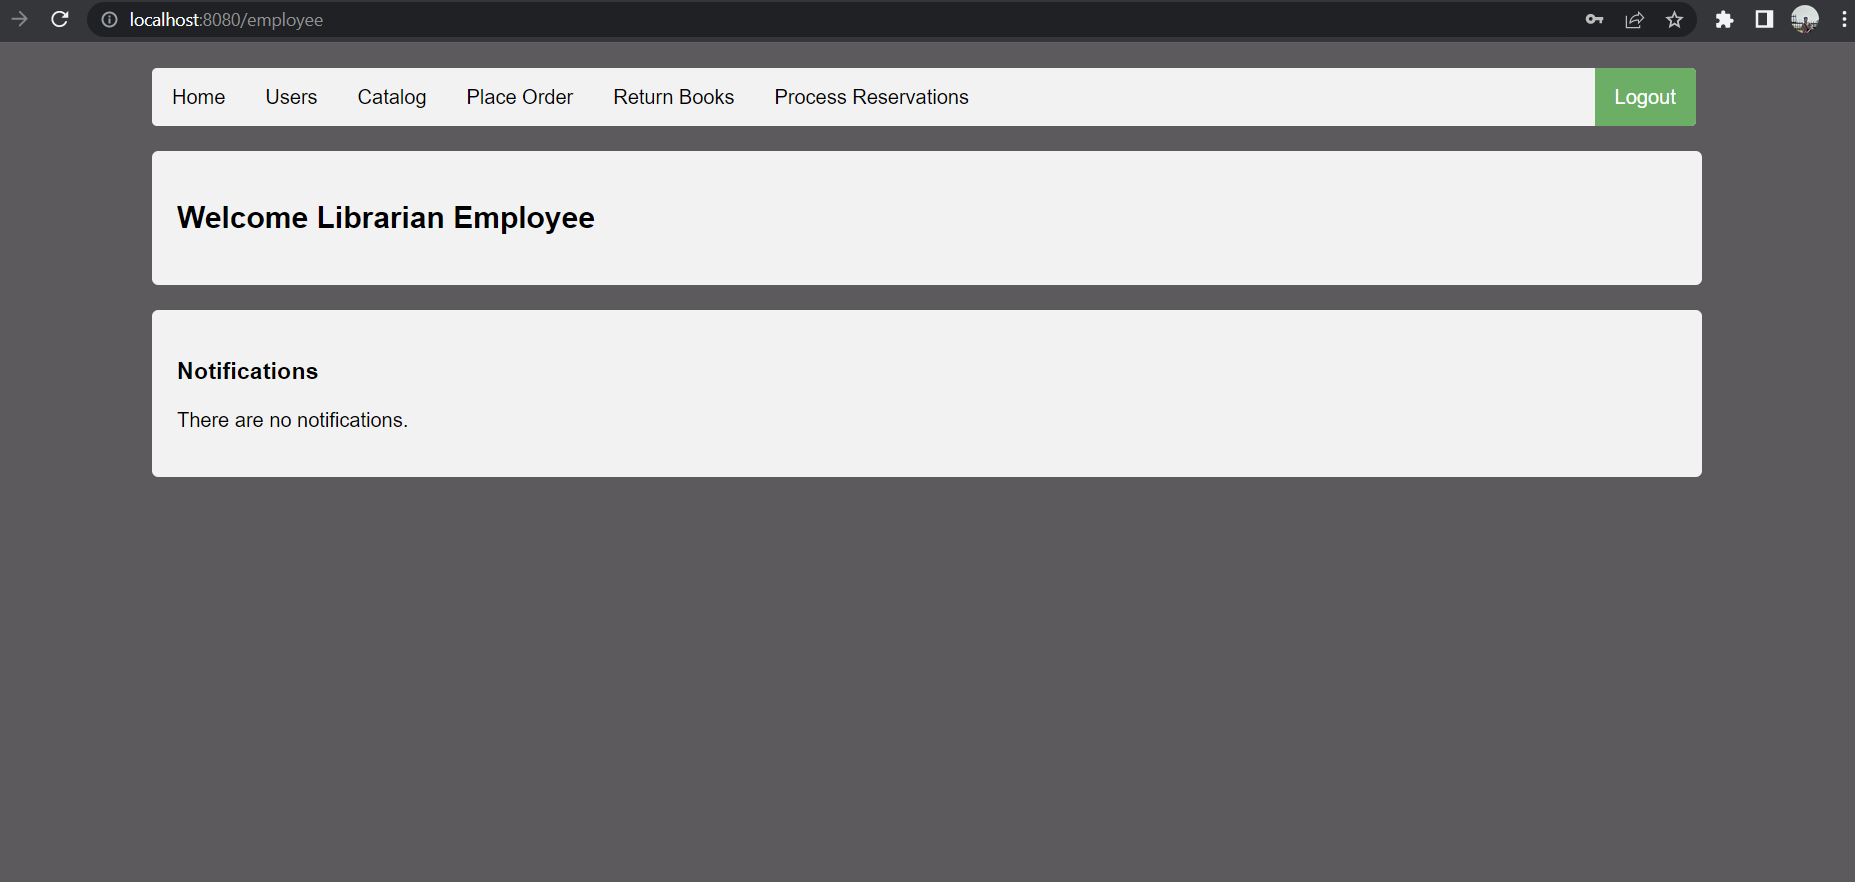 localhost:8080/employee
Home Users Catalog Place Order Return Books Process Reservations Logout
Welcome Librarian Employee
Notifications
There are no notifications.